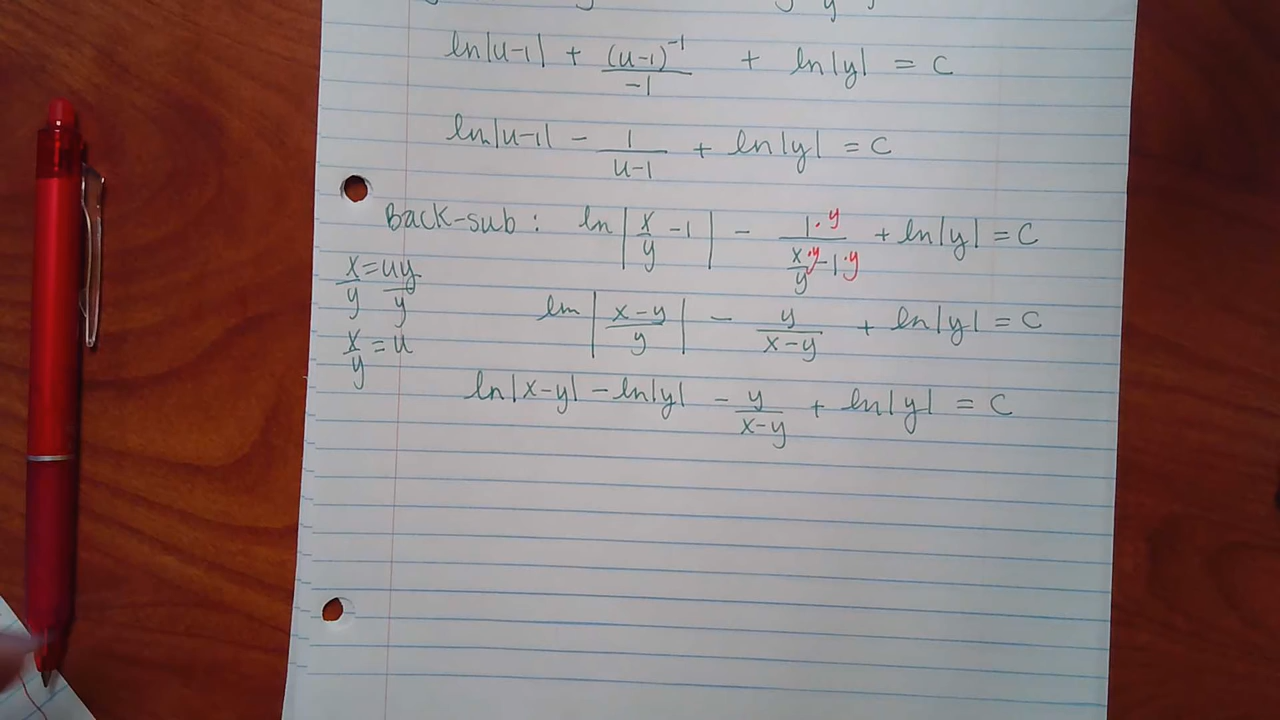 ln|u-1| + (u-1)^-1/-1 + ln|y| = C
ln|u-1| - 1/(u-1) + ln|y| = C
Back-sub: ln|x/y - 1| - (1·y)/(x/y·y - 1·y) + ln|y| = C
x/y = uy/y
x/y = u
ln|(x-y)/y| - y/(x-y) + ln|y| = C
ln|x-y| - ln|y| - y/(x-y) + ln|y| = C